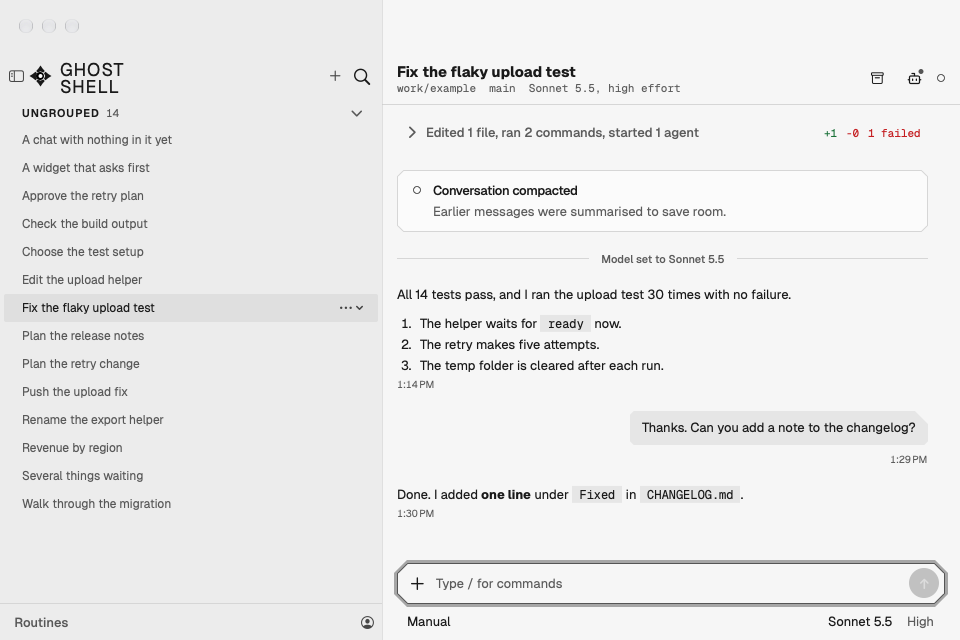 GHOST
SHELL
UNGROUPED 14
A chat with nothing in it yet
A widget that asks first
Approve the retry plan
Check the build output
Choose the test setup
Edit the upload helper
Fix the flaky upload test
Plan the release notes
Plan the retry change
Push the upload fix
Rename the export helper
Revenue by region
Several things waiting
Walk through the migration
Routines
Fix the flaky upload test
work/example main Sonnet 5.5, high effort
Edited 1 file, ran 2 commands, started 1 agent +1 -0 1 failed
Conversation compacted
Earlier messages were summarised to save room.
Model set to Sonnet 5.5
All 14 tests pass, and I ran the upload test 30 times with no failure.
1. The helper waits for ready now.
2. The retry makes five attempts.
3. The temp folder is cleared after each run.
1:14 PM
Thanks. Can you add a note to the changelog?
1:29 PM
Done. I added one line under Fixed in CHANGELOG.md.
1:30 PM
Type / for commands
Manual Sonnet 5.5 High